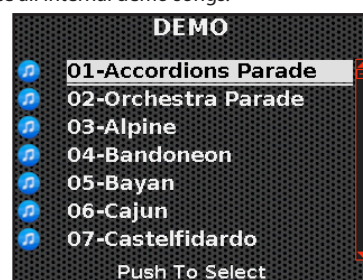 all internal demo songs.
DEMO
01-Accordions Parade
02-Orchestra Parade
03-Alpine
04-Bandoneon
05-Bayan
06-Cajun
07-Castelfidardo
Push To Select